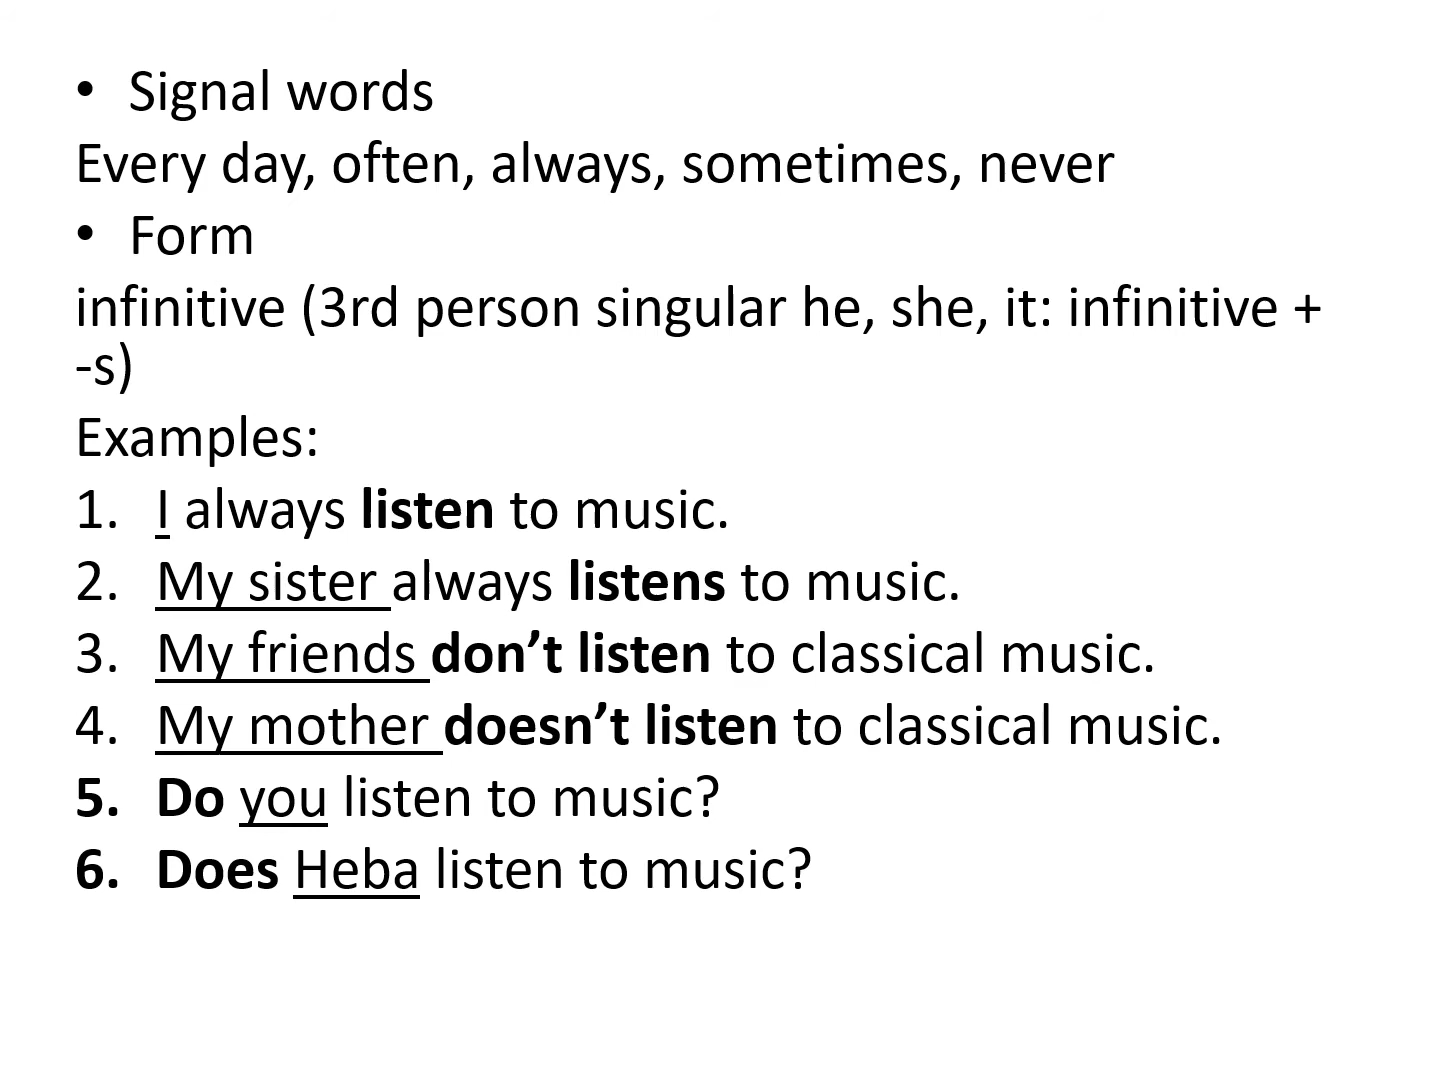 • Signal words
Every day, often, always, sometimes, never
• Form
infinitive (3rd person singular he, she, it: infinitive +
-s)
Examples:
1. I always listen to music.
2. My sister always listens to music.
3. My friends don’t listen to classical music.
4. My mother doesn’t listen to classical music.
5. Do you listen to music?
6. Does Heba listen to music?